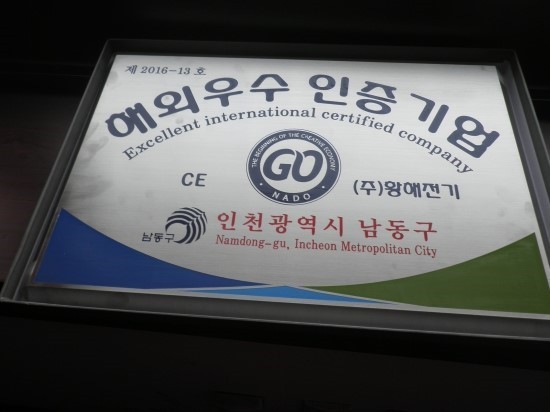 제 2016-13 호
해외우수 인증기업
Excellent international certified company
THE BEGINNING OF THE CREATIVE ECONOMY
GO
NADO
CE
(주)황해전기
남동구
인천광역시 남동구
Namdong-gu, Incheon Metropolitan City